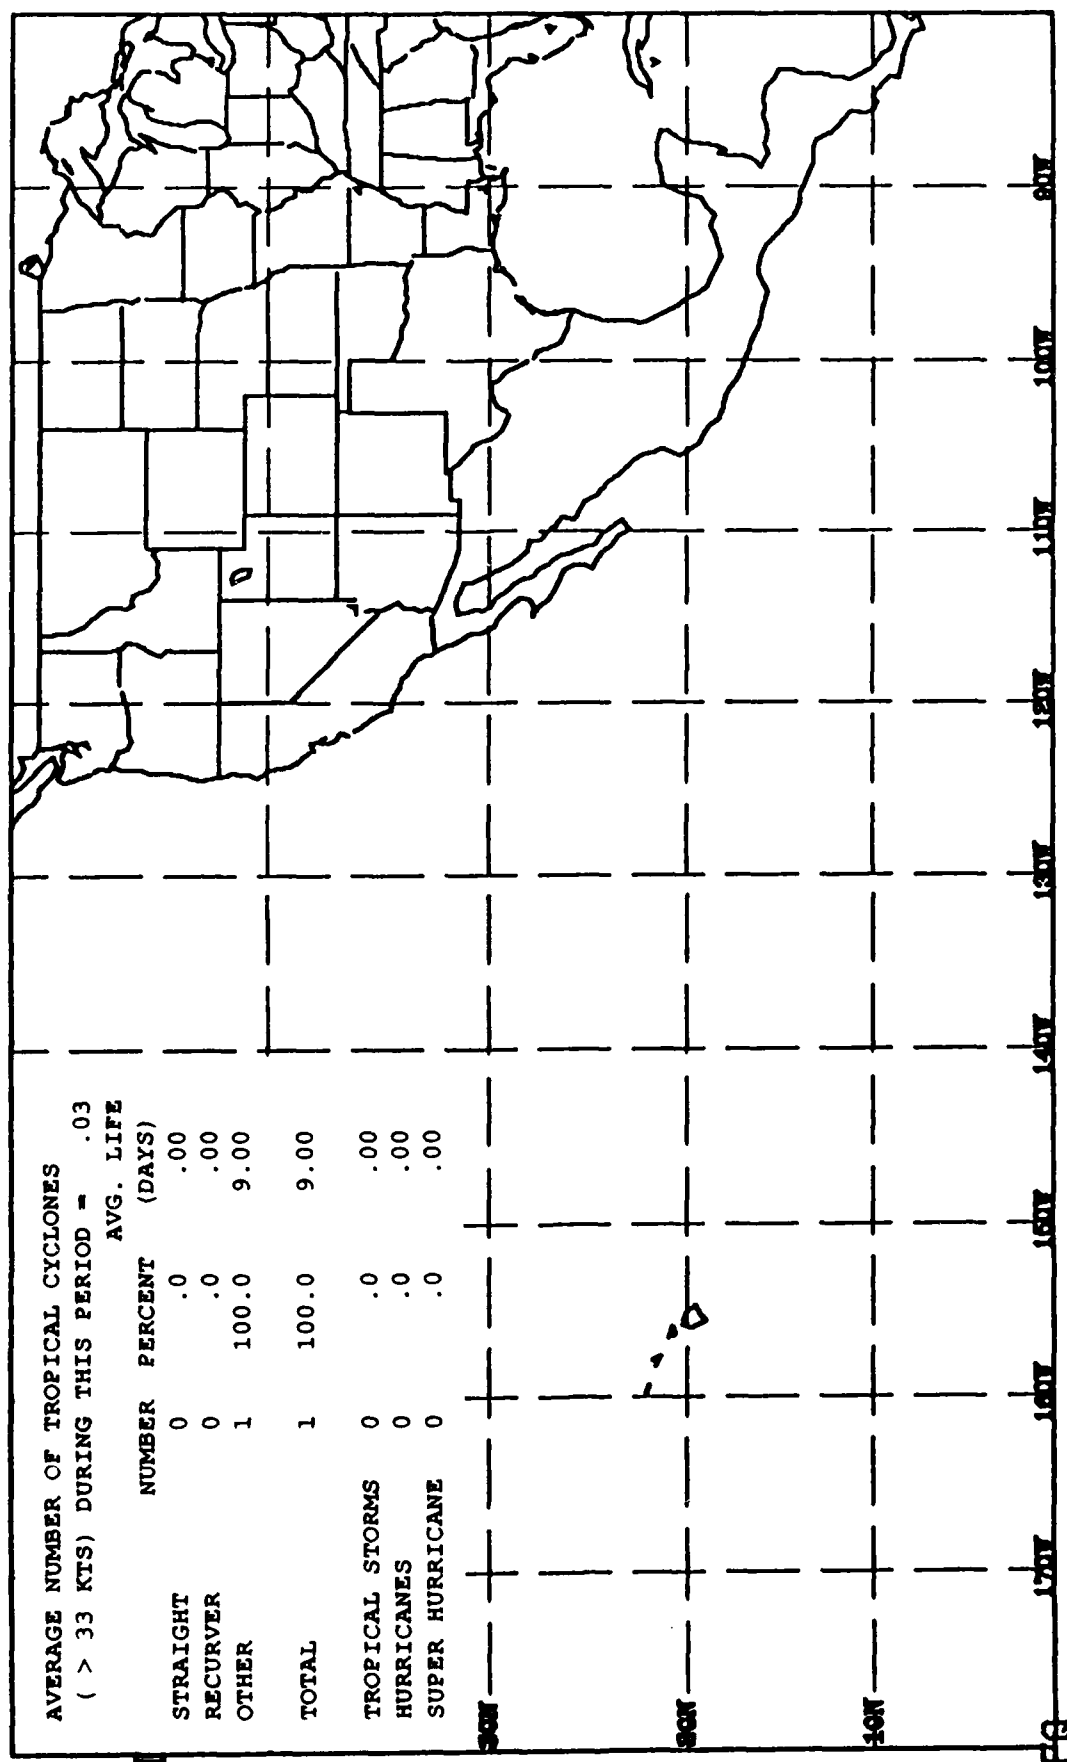 AVERAGE NUMBER OF TROPICAL CYCLONES
( > 33 KTS) DURING THIS PERIOD = .03
AVG. LIFE
NUMBER PERCENT (DAYS)
STRAIGHT 0 .0 .00
RECURVER 0 .0 .00
OTHER 1 100.0 9.00
TOTAL 1 100.0 9.00
TROPICAL STORMS 0 .0 .00
HURRICANES 0 .0 .00
SUPER HURRICANE 0 .0 .00
30N
20N
10N
170W 160W 150W 140W 130W 120W 110W 100W 90W